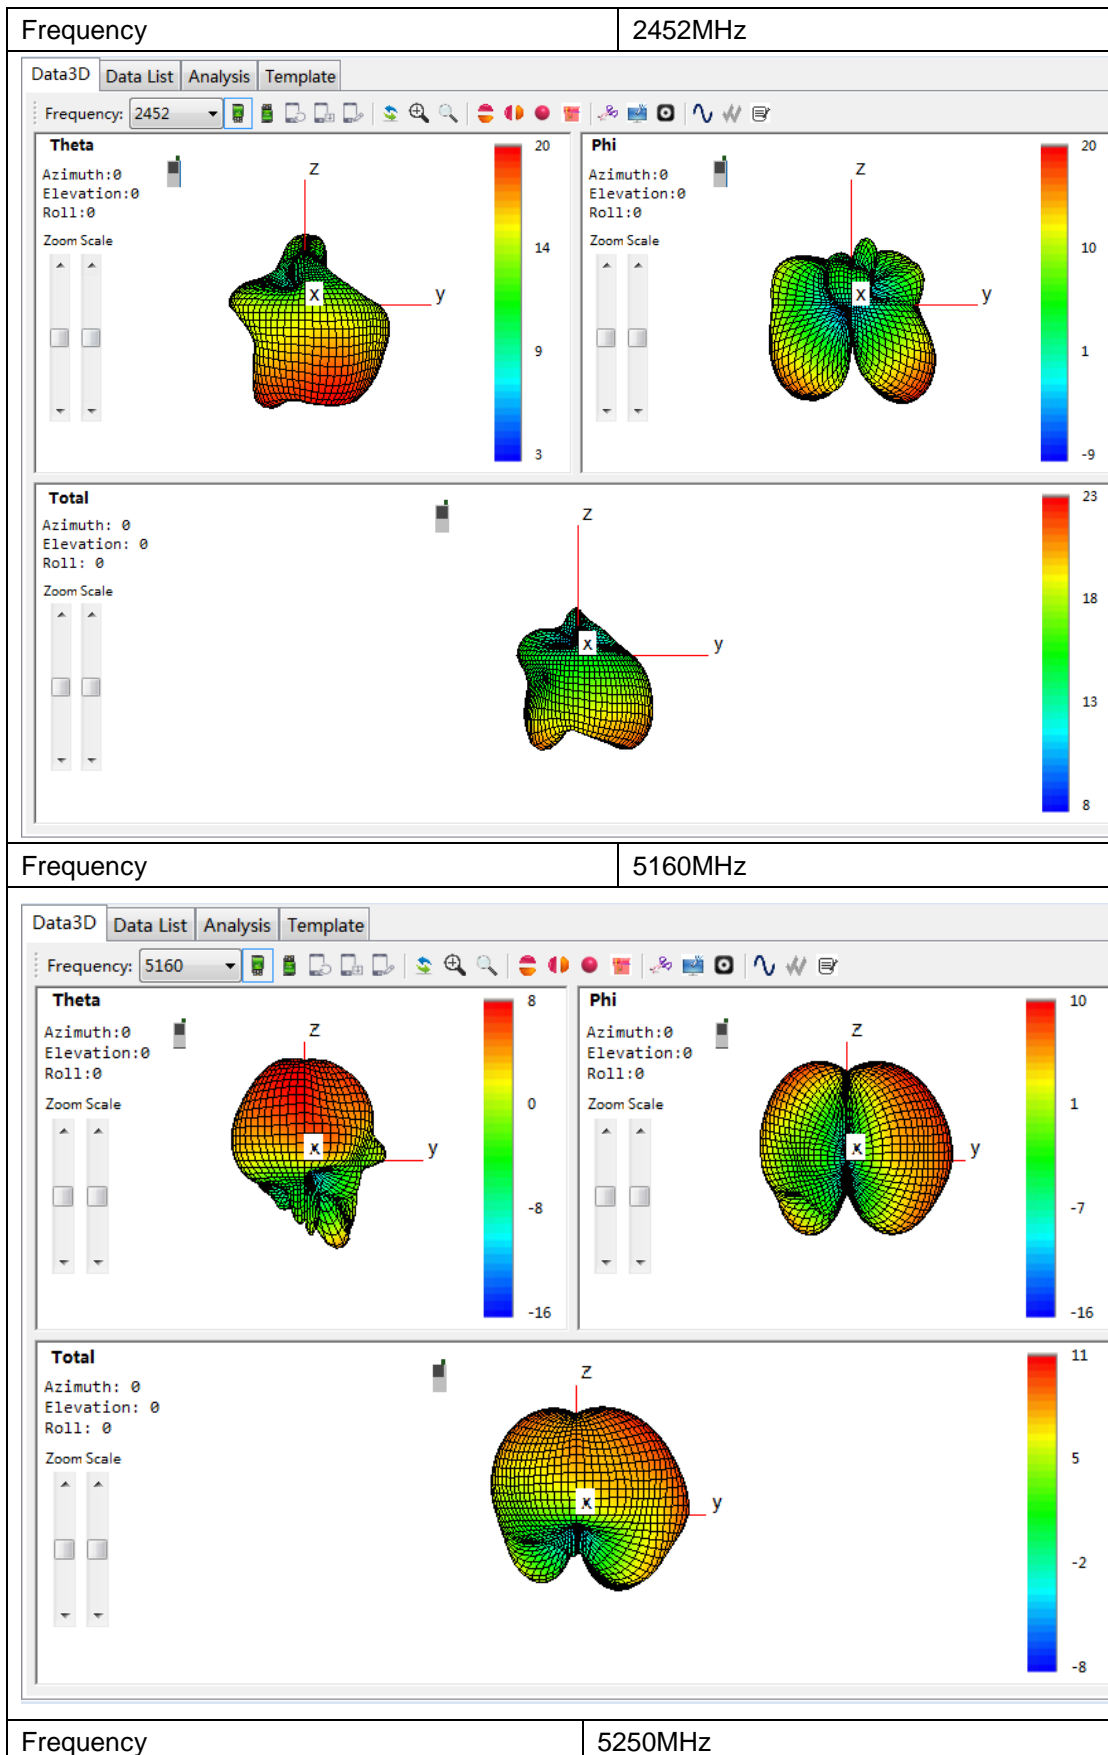 Frequency 2452MHz
Data3D Data List Analysis Template
Frequency: 2452
Theta
Azimuth:0
Elevation:0
Roll:0
Zoom Scale
Z
X
y
20
14
9
3
Phi
Azimuth:0
Elevation:0
Roll:0
Zoom Scale
Z
X
y
20
10
1
-9
Total
Azimuth: 0
Elevation: 0
Roll: 0
Zoom Scale
Z
X
y
23
18
13
8
Frequency 5160MHz
Data3D Data List Analysis Template
Frequency: 5160
Theta
Azimuth:0
Elevation:0
Roll:0
Zoom Scale
Z
X
y
8
0
-8
-16
Phi
Azimuth:0
Elevation:0
Roll:0
Zoom Scale
Z
X
y
10
1
-7
-16
Total
Azimuth: 0
Elevation: 0
Roll: 0
Zoom Scale
Z
X
y
11
5
-2
-8
Frequency 5250MHz